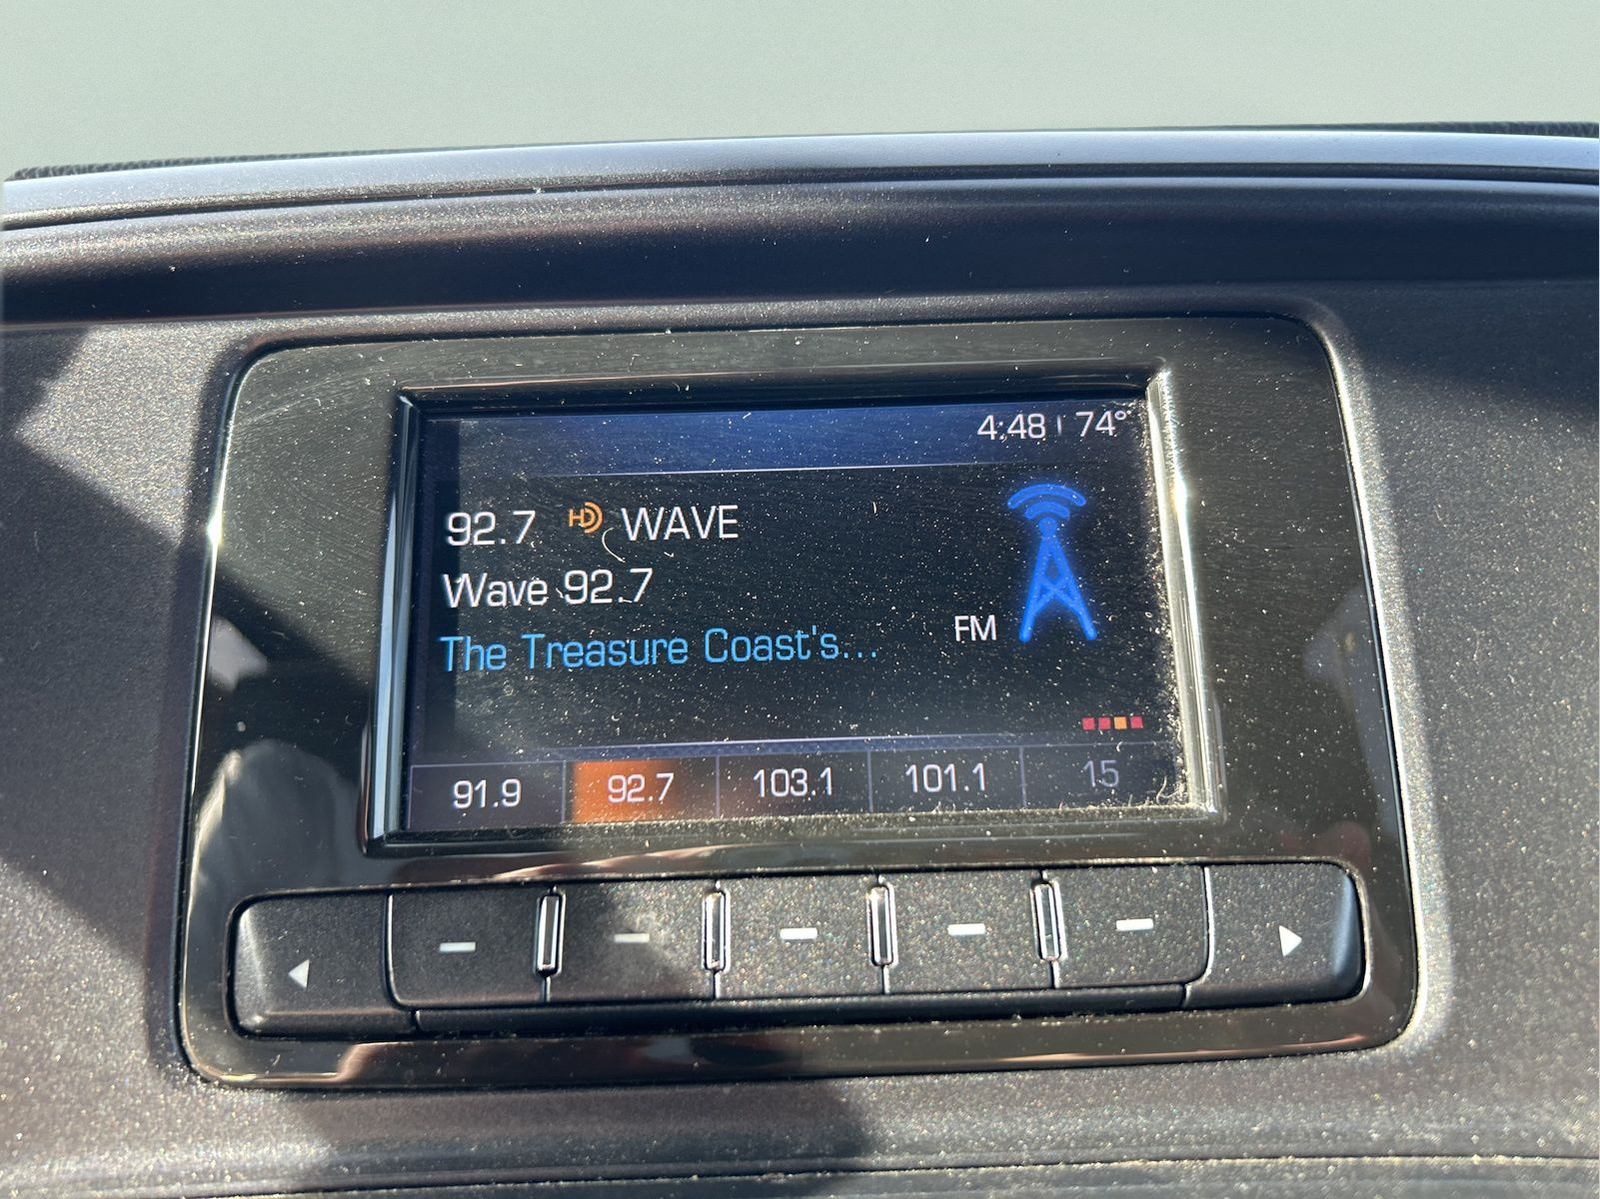 4:48 74°
92.7 HD WAVE
Wave 92.7
The Treasure Coast's...
FM
91.9 92.7 103.1 101.1 15